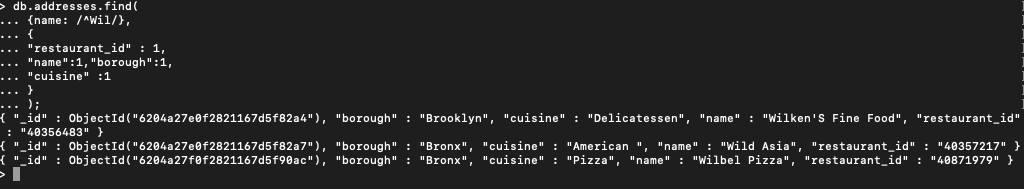 > db.addresses.find(
... {name: /^Wil/},
... {
... "restaurant_id" : 1,
... "name":1,"borough":1,
... "cuisine" :1
... }
... );
{ "_id" : ObjectId("6204a27e0f2821167d5f82a4"), "borough" : "Brooklyn", "cuisine" : "Delicatessen", "name" : "Wilken'S Fine Food", "restaurant_id"
: "40356483" }
{ "_id" : ObjectId("6204a27e0f2821167d5f82a7"), "borough" : "Bronx", "cuisine" : "American ", "name" : "Wild Asia", "restaurant_id" : "40357217" }
{ "_id" : ObjectId("6204a27f0f2821167d5f90ac"), "borough" : "Bronx", "cuisine" : "Pizza", "name" : "Wilbel Pizza", "restaurant_id" : "40871979" }
>